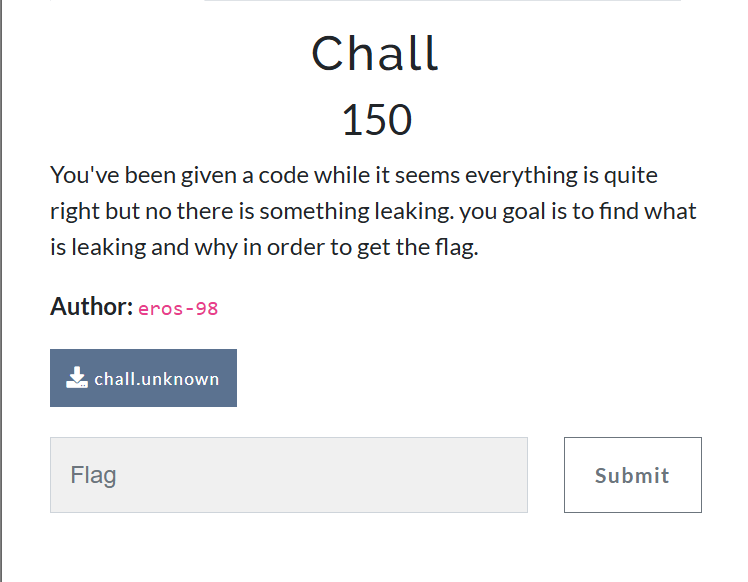 Chall
150
You've been given a code while it seems everything is quite
right but no there is something leaking. you goal is to find what
is leaking and why in order to get the flag.
Author: eros-98
chall.unknown
Flag
Submit